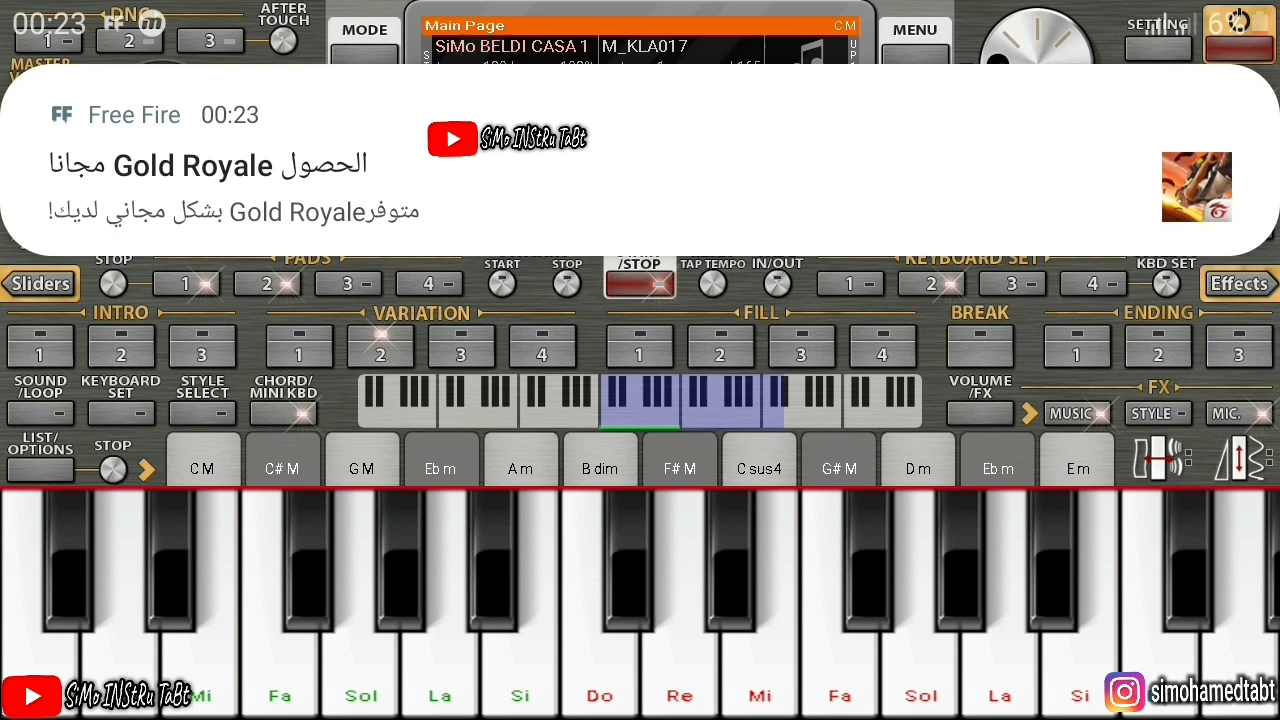 00:23 FF
DNC
AFTER TOUCH
1 2 3
MASTER
MODE
Main Page CM
SiMo BELDI CASA 1 M_KLA017
MENU
SETTING
6%
FF Free Fire 00:23
SiMo INStRu TaBt
الحصول Gold Royale مجانا
متوفرGold Royale بشكل مجاني لديك!
Sliders
STOP
PADS
1 2 3 4
START
STOP
/STOP
TAP TEMPO
IN/OUT
KEYBOARD SET
1 2 3 4
KBD SET
Effects
INTRO VARIATION FILL BREAK ENDING
1 2 3 1 2 3 4 1 2 3 4 1 2 3
SOUND /LOOP
KEYBOARD SET
STYLE SELECT
CHORD/ MINI KBD
VOLUME /FX
FX
MUSIC STYLE MIC.
LIST/ OPTIONS
STOP
C M C# M G M Eb m A m B dim F# M C sus4 G# M D m Eb m E m
Mi Fa Sol La Si Do Re Mi Fa Sol La Si
SiMo INStRu TaBt
simohamedtabt